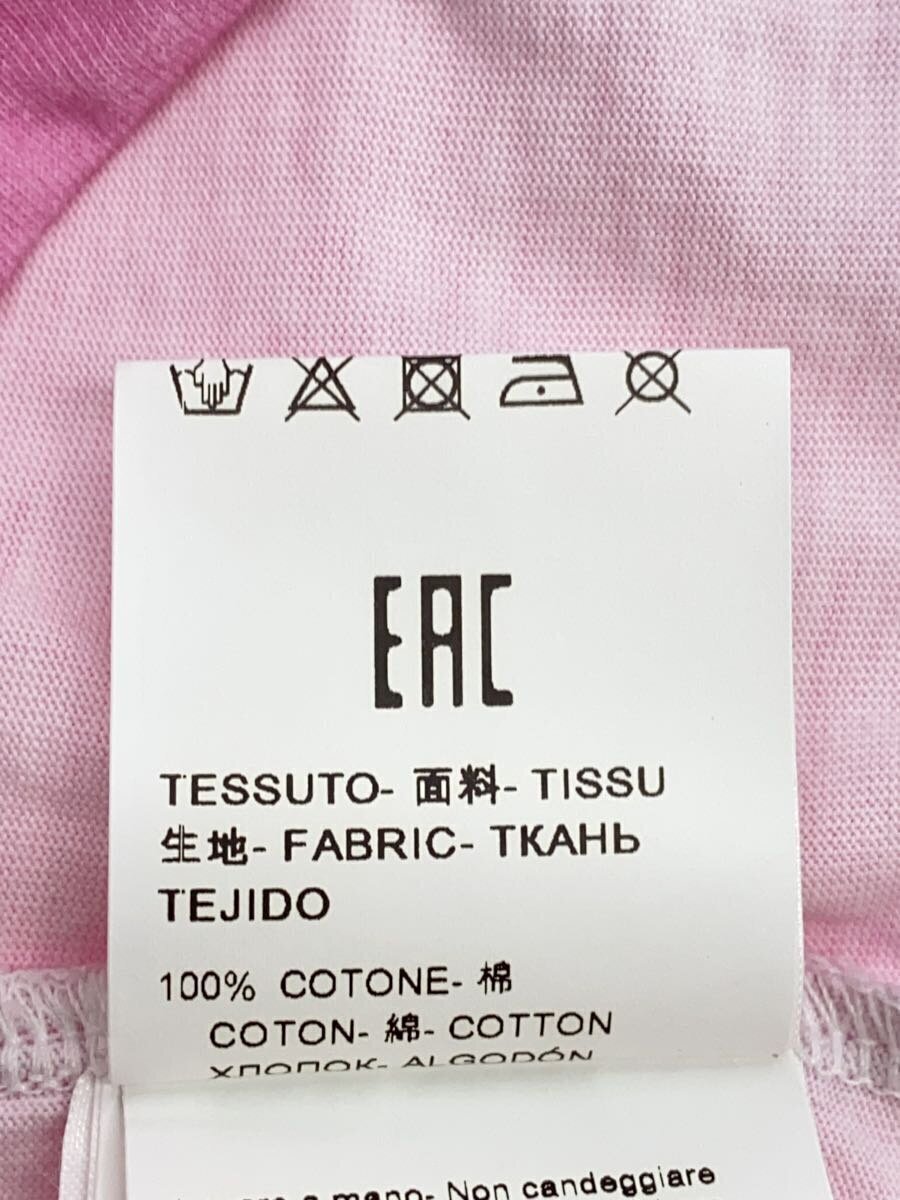 EAC
TESSUTO- 面料- TISSU
生地- FABRIC- ТКАНЬ
TEJIDO
100% COTONE- 棉
COTON- 綿- COTTON
ХЛОПОК- ALGODÓN
a mano- Non candeggiare